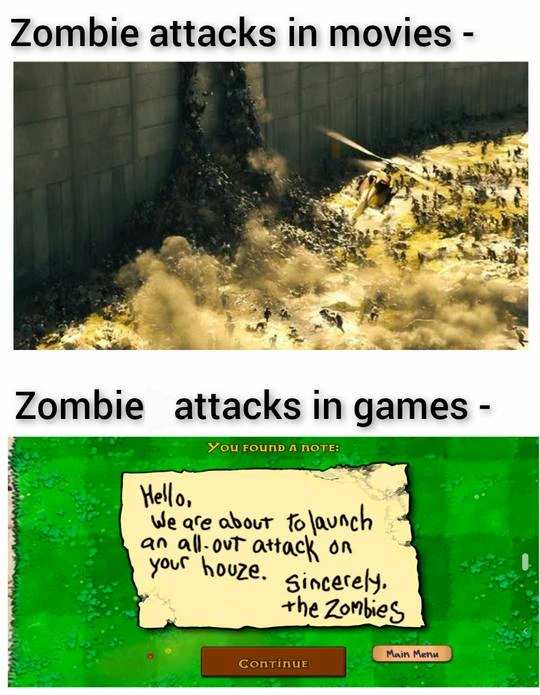 Zombie attacks in movies -
Zombie attacks in games -
YOU FOUND A NOTE:
Hello,
We are about to launch
an all-out attack on
your houze.
Sincerely,
the Zombies
CONTINUE
Main Menu